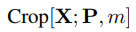 Crop[X; P, m]